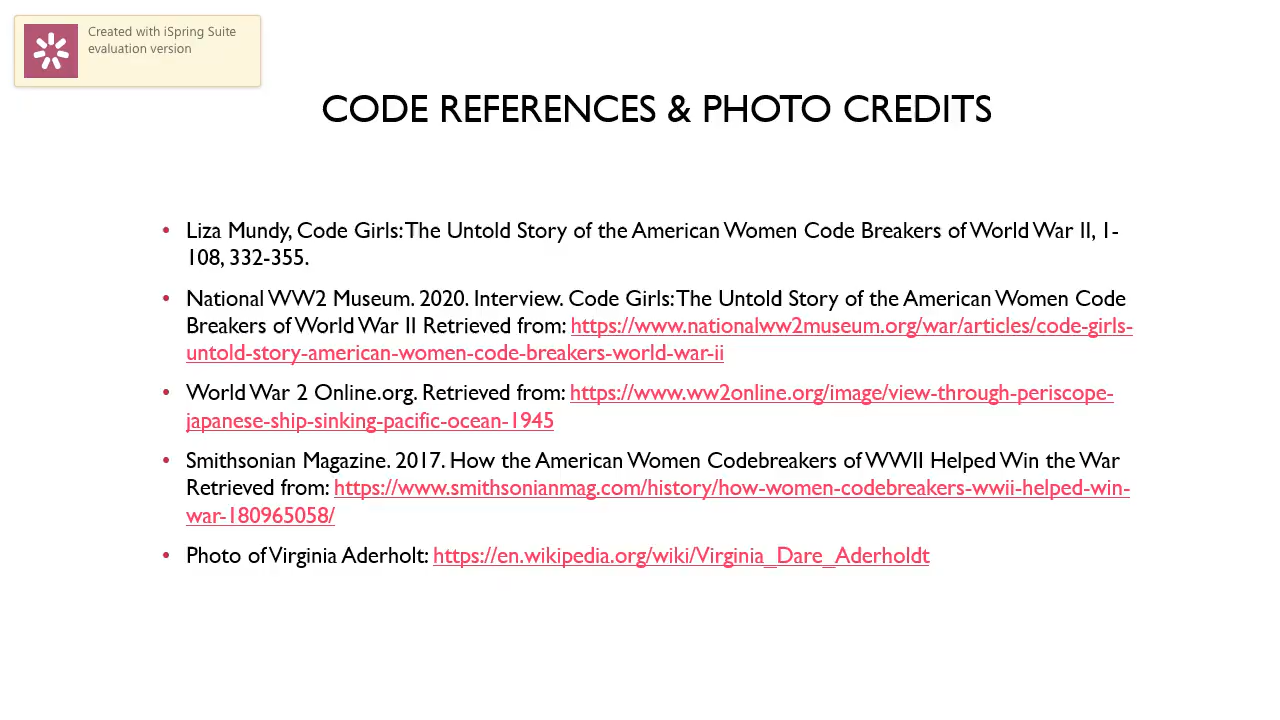 Created with iSpring Suite
evaluation version
CODE REFERENCES & PHOTO CREDITS
• Liza Mundy, Code Girls: The Untold Story of the American Women Code Breakers of World War II, 1-
108, 332-355.
• National WW2 Museum. 2020. Interview. Code Girls: The Untold Story of the American Women Code
Breakers of World War II Retrieved from: https://www.nationalww2museum.org/war/articles/code-girls-
untold-story-american-women-code-breakers-world-war-ii
• World War 2 Online.org. Retrieved from: https://www.ww2online.org/image/view-through-periscope-
japanese-ship-sinking-pacific-ocean-1945
• Smithsonian Magazine. 2017. How the American Women Codebreakers of WWII Helped Win the War
Retrieved from: https://www.smithsonianmag.com/history/how-women-codebreakers-wwii-helped-win-
war-180965058/
• Photo of Virginia Aderholt: https://en.wikipedia.org/wiki/Virginia_Dare_Aderholdt